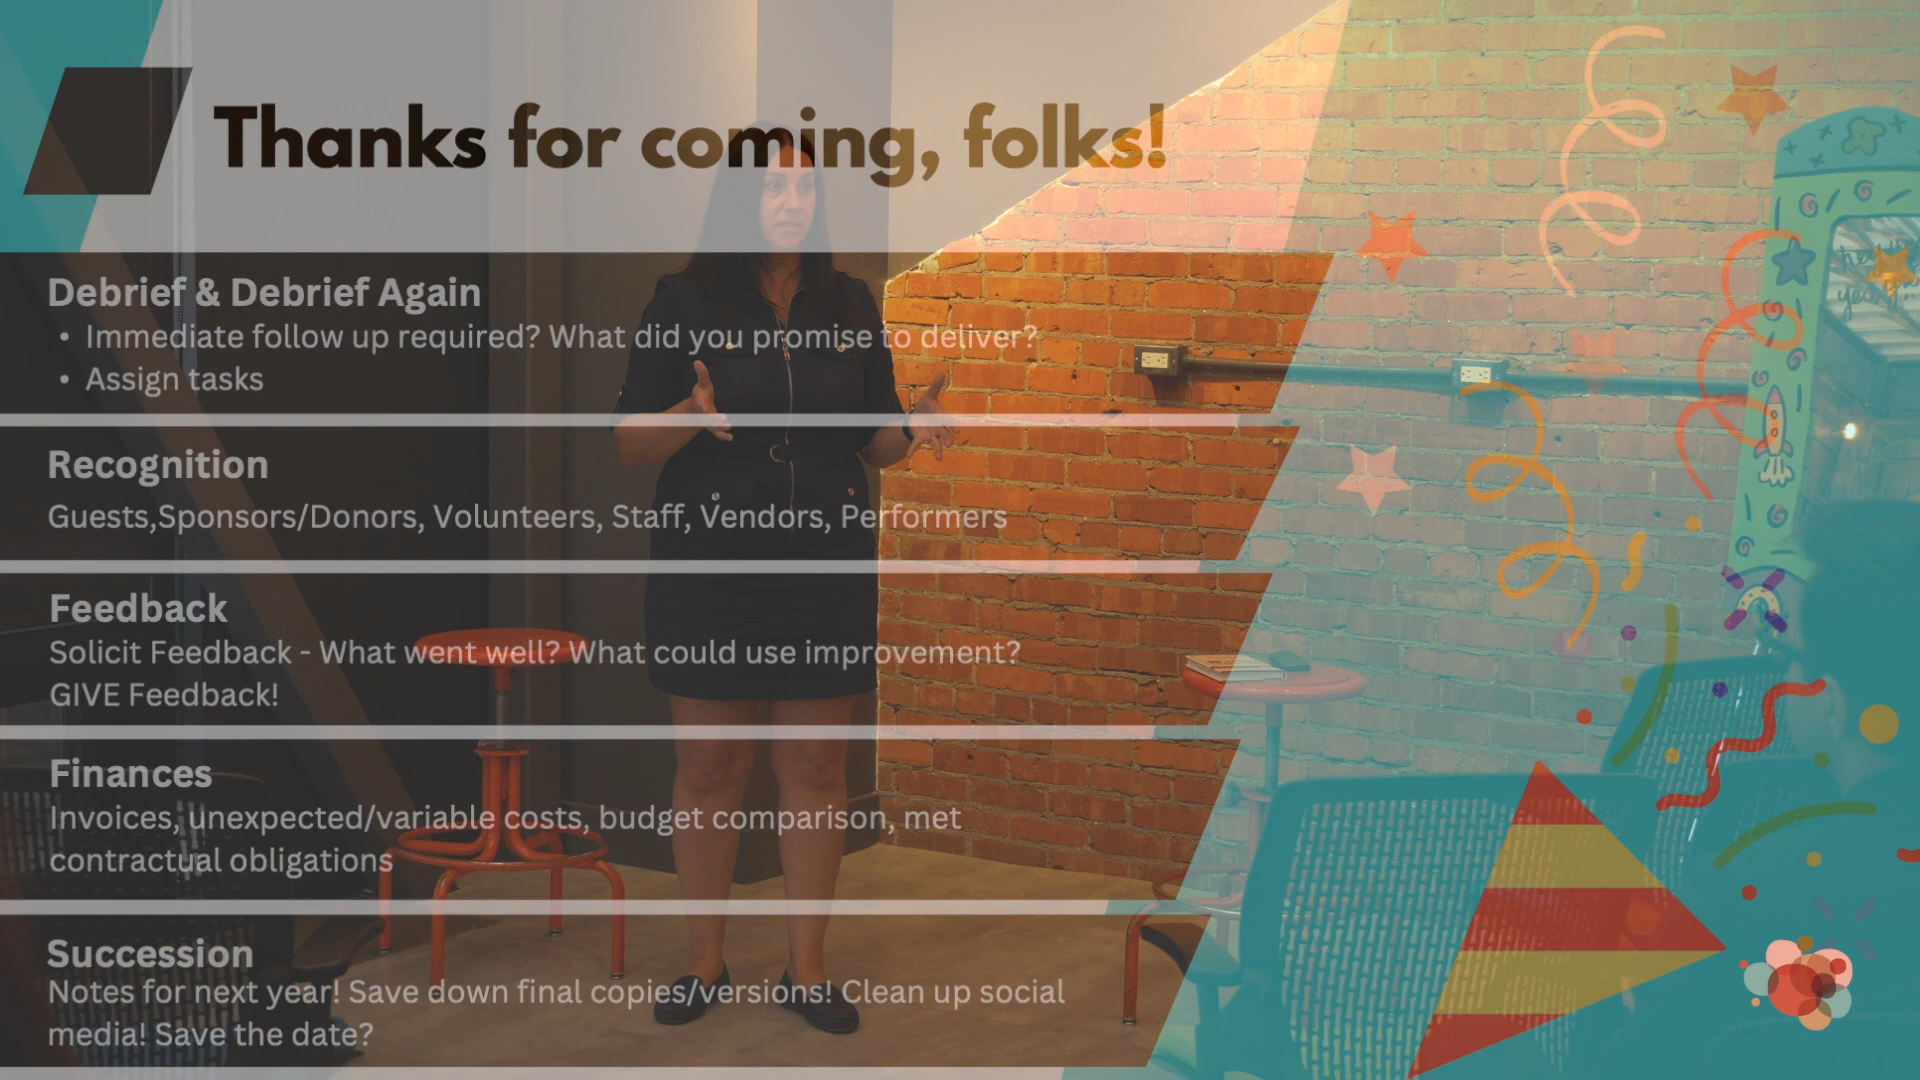 Thanks for coming, folks!
Debrief & Debrief Again
• Immediate follow up required? What did you promise to deliver?
• Assign tasks
Recognition
Guests,Sponsors/Donors, Volunteers, Staff, Vendors, Performers
Feedback
Solicit Feedback - What went well? What could use improvement?
GIVE Feedback!
Finances
Invoices, unexpected/variable costs, budget comparison, met
contractual obligations
Succession
Notes for next year! Save down final copies/versions! Clean up social
media! Save the date?